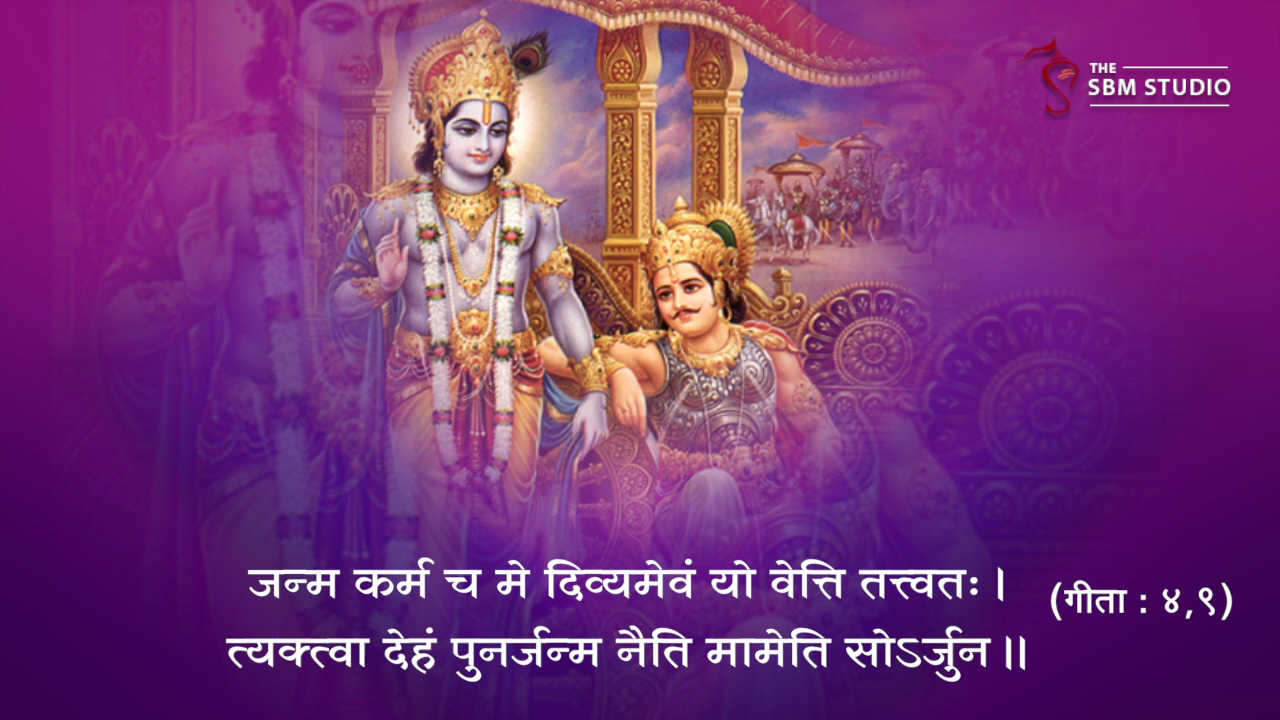 THE
SBM STUDIO
जन्म कर्म च मे दिव्यमेवं यो वेत्ति तत्त्वतः।
(गीता : ४,९)
त्यक्त्वा देहं पुनर्जन्म नैति मामेति सोऽर्जुन॥